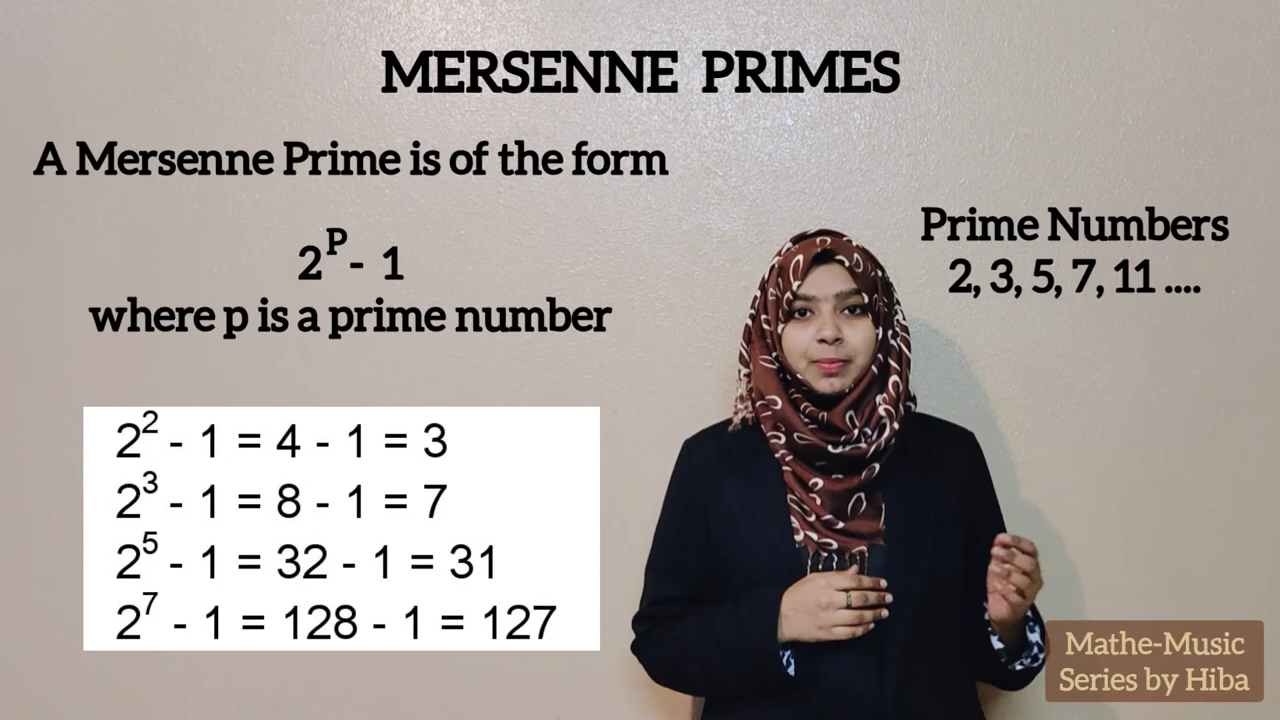 MERSENNE PRIMES
A Mersenne Prime is of the form
2^P - 1
where p is a prime number
Prime Numbers
2, 3, 5, 7, 11 ....
2^2 - 1 = 4 - 1 = 3
2^3 - 1 = 8 - 1 = 7
2^5 - 1 = 32 - 1 = 31
2^7 - 1 = 128 - 1 = 127
Mathe-Music
Series by Hiba